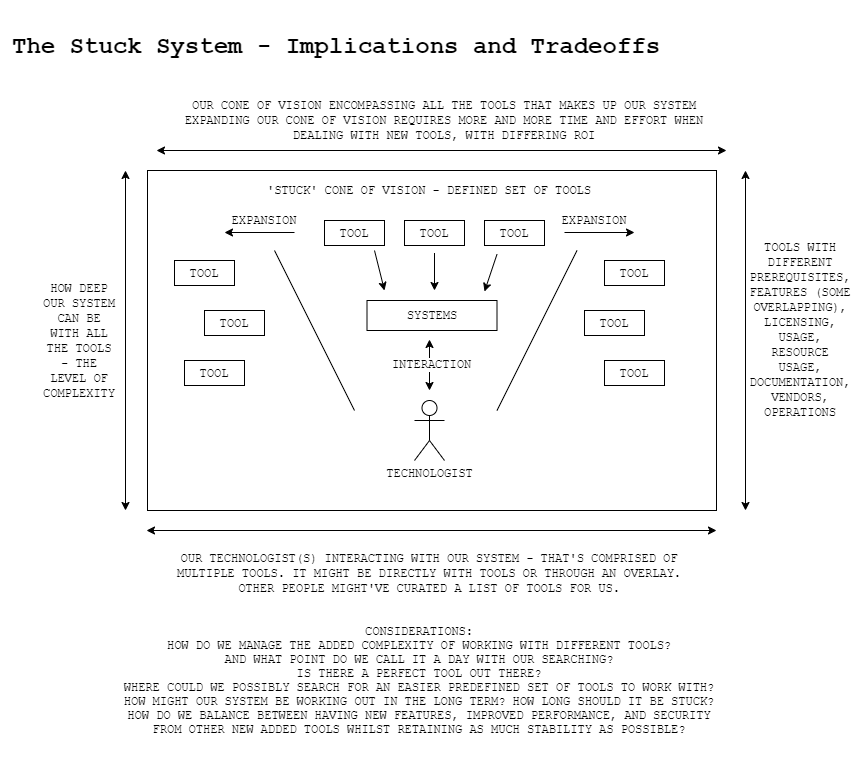 The Stuck System - Implications and Tradeoffs
OUR CONE OF VISION ENCOMPASSING ALL THE TOOLS THAT MAKES UP OUR SYSTEM
EXPANDING OUR CONE OF VISION REQUIRES MORE AND MORE TIME AND EFFORT WHEN
DEALING WITH NEW TOOLS, WITH DIFFERING ROI
'STUCK' CONE OF VISION - DEFINED SET OF TOOLS
EXPANSION
EXPANSION
TOOL
TOOL
TOOL
TOOL
TOOL
TOOL
TOOL
TOOL
TOOL
SYSTEMS
INTERACTION
TECHNOLOGIST
HOW DEEP
OUR SYSTEM
CAN BE
WITH ALL
THE TOOLS
- THE
LEVEL OF
COMPLEXITY
TOOLS WITH
DIFFERENT
PREREQUISITES,
FEATURES (SOME
OVERLAPPING),
LICENSING,
USAGE,
RESOURCE
USAGE,
DOCUMENTATION,
VENDORS,
OPERATIONS
OUR TECHNOLOGIST(S) INTERACTING WITH OUR SYSTEM - THAT'S COMPRISED OF
MULTIPLE TOOLS. IT MIGHT BE DIRECTLY WITH TOOLS OR THROUGH AN OVERLAY.
OTHER PEOPLE MIGHT'VE CURATED A LIST OF TOOLS FOR US.
CONSIDERATIONS:
HOW DO WE MANAGE THE ADDED COMPLEXITY OF WORKING WITH DIFFERENT TOOLS?
AND WHAT POINT DO WE CALL IT A DAY WITH OUR SEARCHING?
IS THERE A PERFECT TOOL OUT THERE?
WHERE COULD WE POSSIBLY SEARCH FOR AN EASIER PREDEFINED SET OF TOOLS TO WORK WITH?
HOW MIGHT OUR SYSTEM BE WORKING OUT IN THE LONG TERM? HOW LONG SHOULD IT BE STUCK?
HOW DO WE BALANCE BETWEEN HAVING NEW FEATURES, IMPROVED PERFORMANCE, AND SECURITY
FROM OTHER NEW ADDED TOOLS WHILST RETAINING AS MUCH STABILITY AS POSSIBLE?